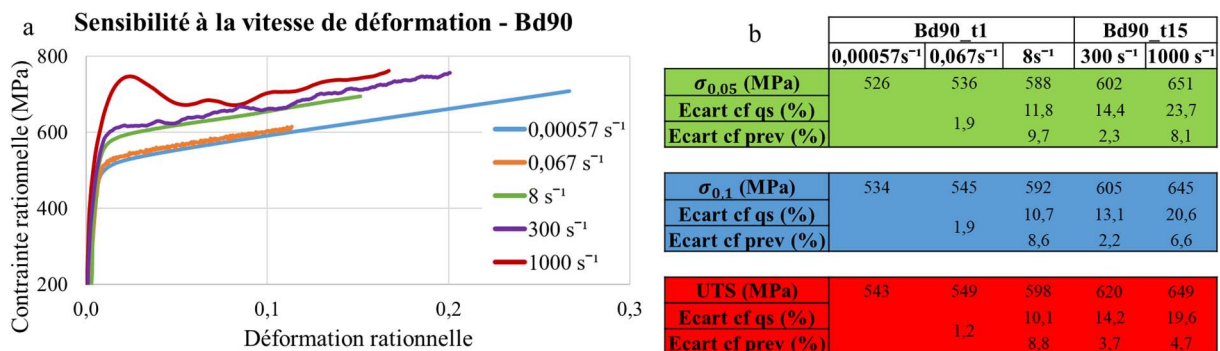 a
Sensibilité à la vitesse de déformation - Bd90
Contrainte rationnelle (MPa)
800
600
400
200
0,0
0,1
0,2
0,3
Déformation rationnelle
0,00057 s⁻¹
0,067 s⁻¹
8 s⁻¹
300 s⁻¹
1000 s⁻¹
b
Bd90_t1 Bd90_t15
0,00057s⁻¹ 0,067s⁻¹ 8s⁻¹ 300 s⁻¹ 1000 s⁻¹
σ0,05 (MPa) 526 536 588 602 651
Ecart cf qs (%) 1,9 11,8 14,4 23,7
Ecart cf prev (%) 9,7 2,3 8,1
σ0,1 (MPa) 534 545 592 605 645
Ecart cf qs (%) 1,9 10,7 13,1 20,6
Ecart cf prev (%) 8,6 2,2 6,6
UTS (MPa) 543 549 598 620 649
Ecart cf qs (%) 1,2 10,1 14,2 19,6
Ecart cf prev (%) 8,8 3,7 4,7